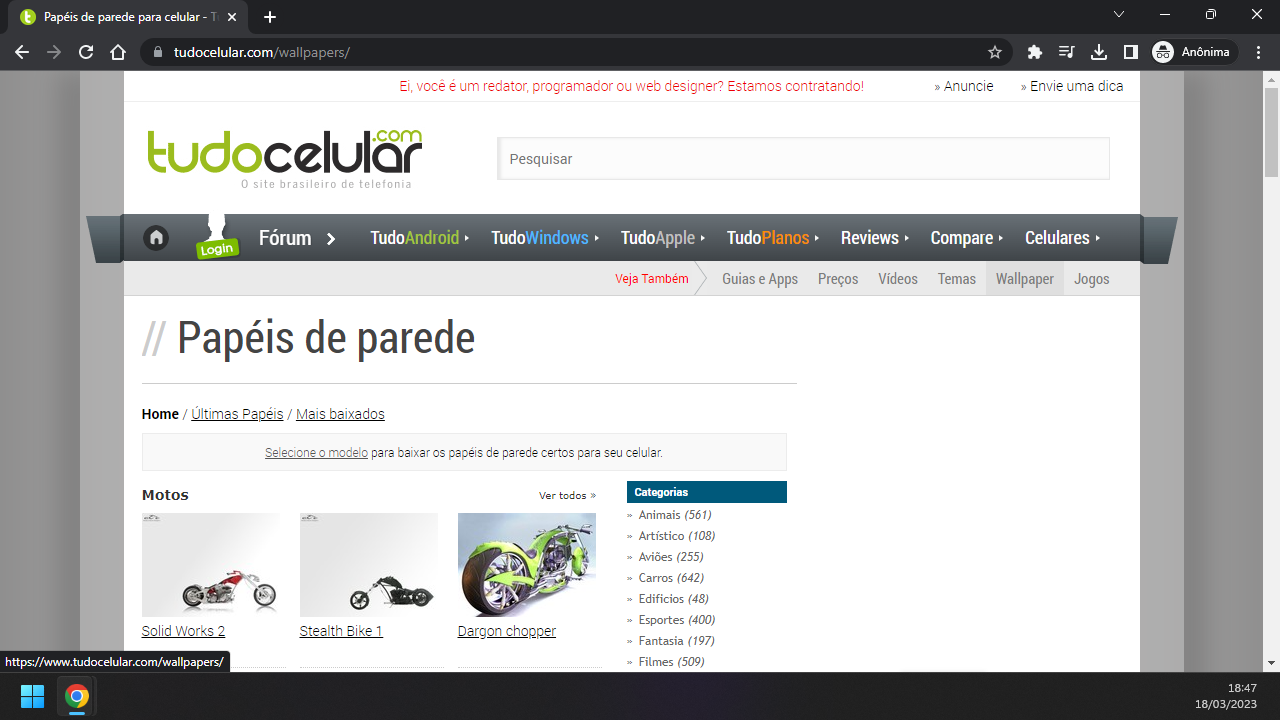 Papéis de parede para celular - T
tudocelular.com/wallpapers/
Anônima
Ei, você é um redator, programador ou web designer? Estamos contratando!
» Anuncie
» Envie uma dica
tudocelular.com
O site brasileiro de telefonia
Pesquisar
Login
Fórum
TudoAndroid
TudoWindows
TudoApple
TudoPlanos
Reviews
Compare
Celulares
Veja Também
Guias e Apps
Preços
Vídeos
Temas
Wallpaper
Jogos
// Papéis de parede
Home / Últimas Papéis / Mais baixados
Selecione o modelo para baixar os papéis de parede certos para seu celular.
Motos
Ver todos »
Solid Works 2
Stealth Bike 1
Dargon chopper
Categorias
» Animais (561)
» Artístico (108)
» Aviões (255)
» Carros (642)
» Edificios (48)
» Esportes (400)
» Fantasia (197)
» Filmes (509)
https://www.tudocelular.com/wallpapers/
18:47
18/03/2023